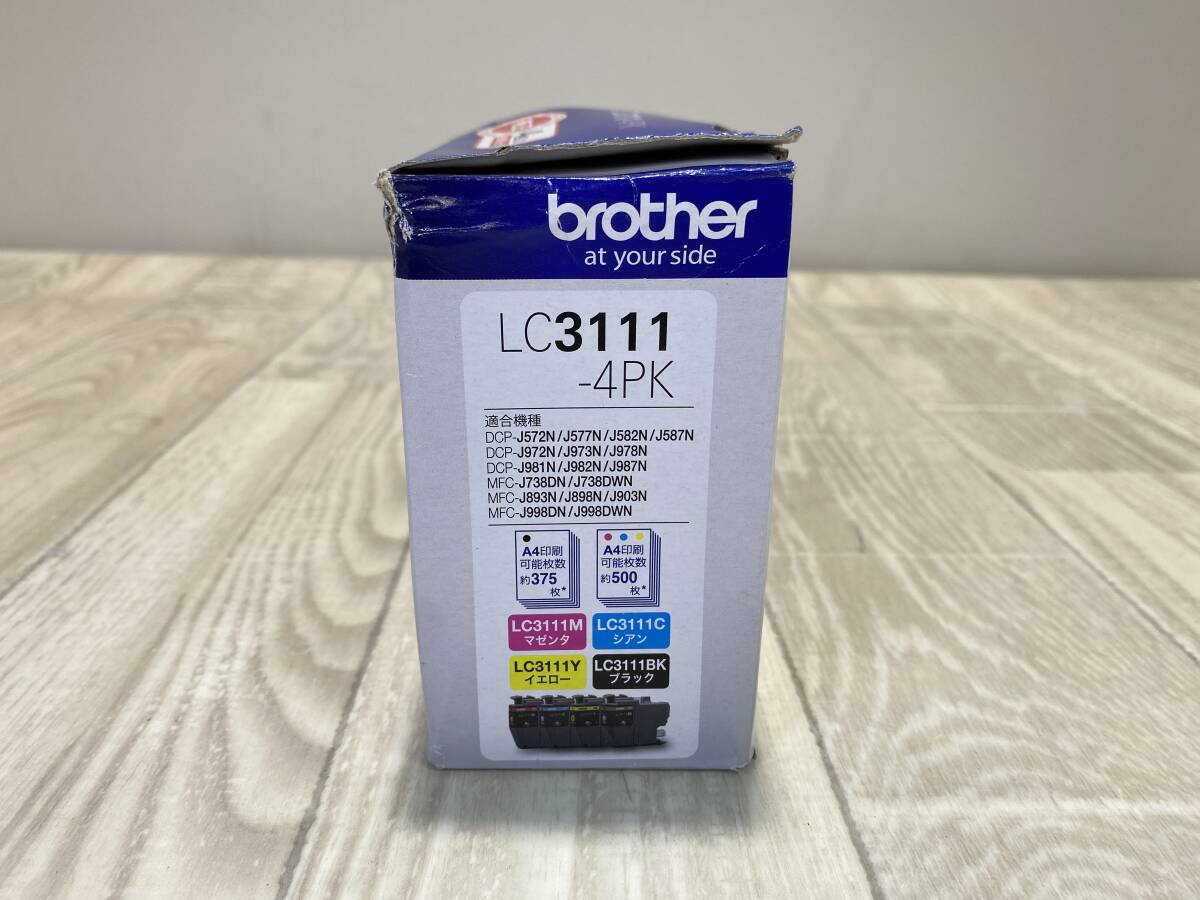 brother
at your side
LC3111
-4PK
適合機種
DCP-J572N/J577N/J582N/J587N
DCP-J972N/J973N/J978N
DCP-J981N/J982N/J987N
MFC-J738DN/J738DWN
MFC-J893N/J898N/J903N
MFC-J998DN/J998DWN
A4印刷
可能枚数
約375
枚*
A4印刷
可能枚数
約500
枚*
LC3111M
マゼンタ
LC3111C
シアン
LC3111Y
イエロー
LC3111BK
ブラック